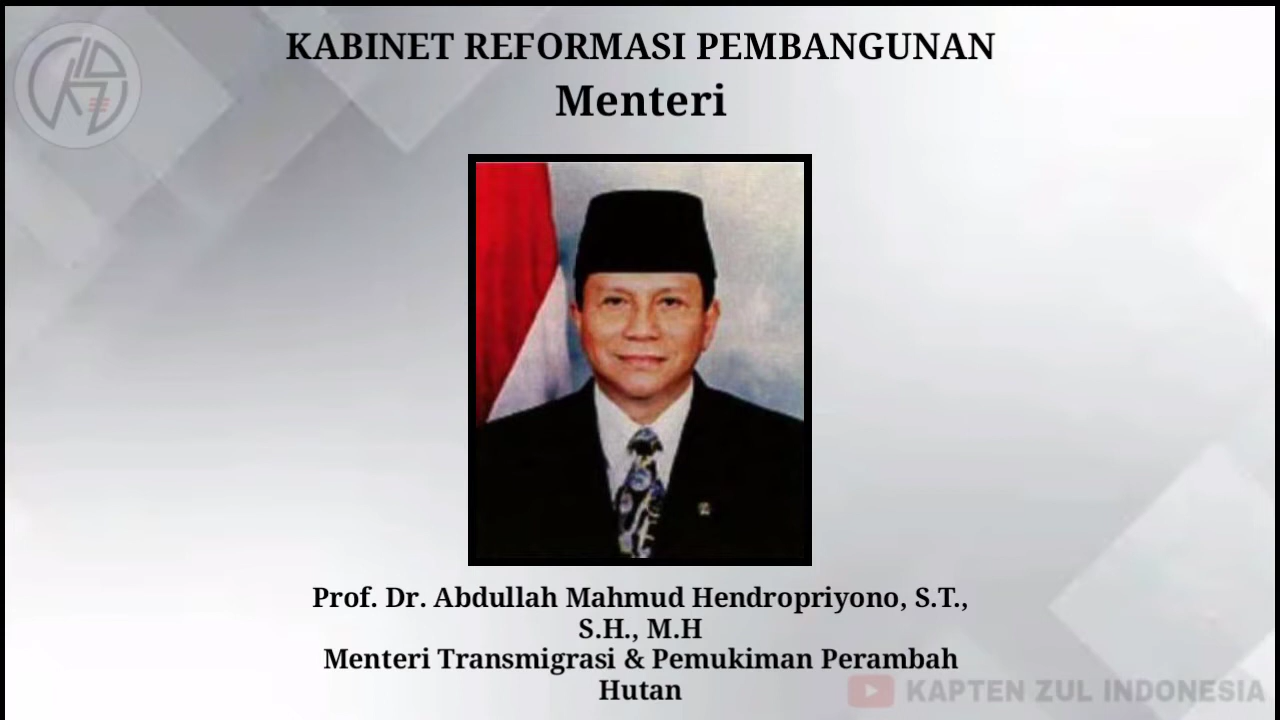 KABINET REFORMASI PEMBANGUNAN
Menteri
Prof. Dr. Abdullah Mahmud Hendropriyono, S.T.,
S.H., M.H
Menteri Transmigrasi & Pemukiman Perambah
Hutan
KAPTEN ZUL INDONESIA